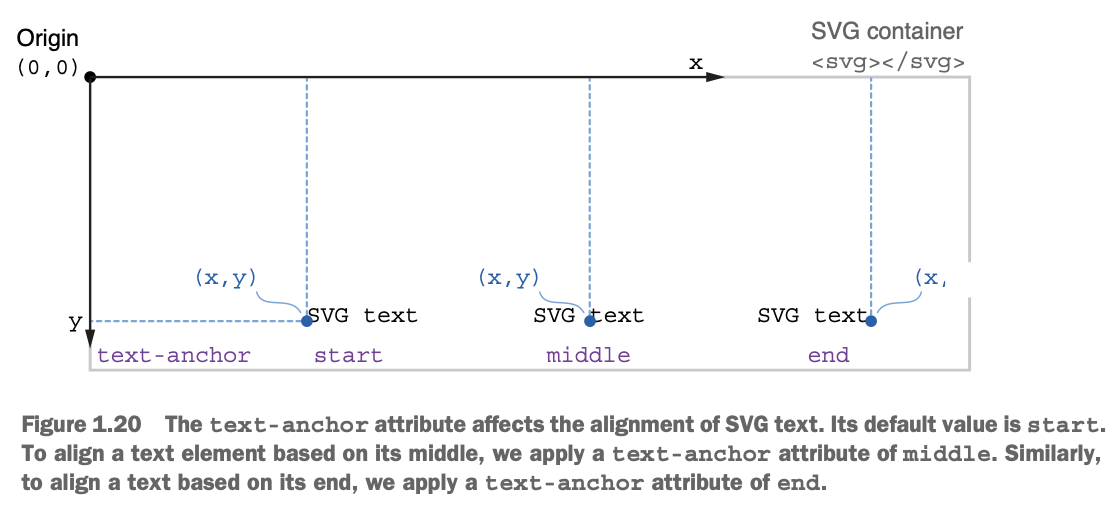 Origin
(0,0)
x
SVG container
<svg></svg>
(x,y)
(x,y)
(x,
y
SVG text
SVG text
SVG text
text-anchor
start
middle
end
Figure 1.20 The text-anchor attribute affects the alignment of SVG text. Its default value is start.
To align a text element based on its middle, we apply a text-anchor attribute of middle. Similarly,
to align a text based on its end, we apply a text-anchor attribute of end.